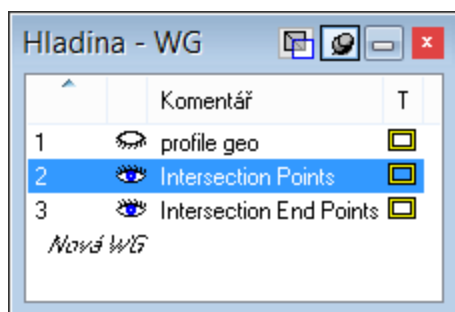 Hladina - WG
Komentář T
1 profile geo
2 Intersection Points
3 Intersection End Points
Nová WG